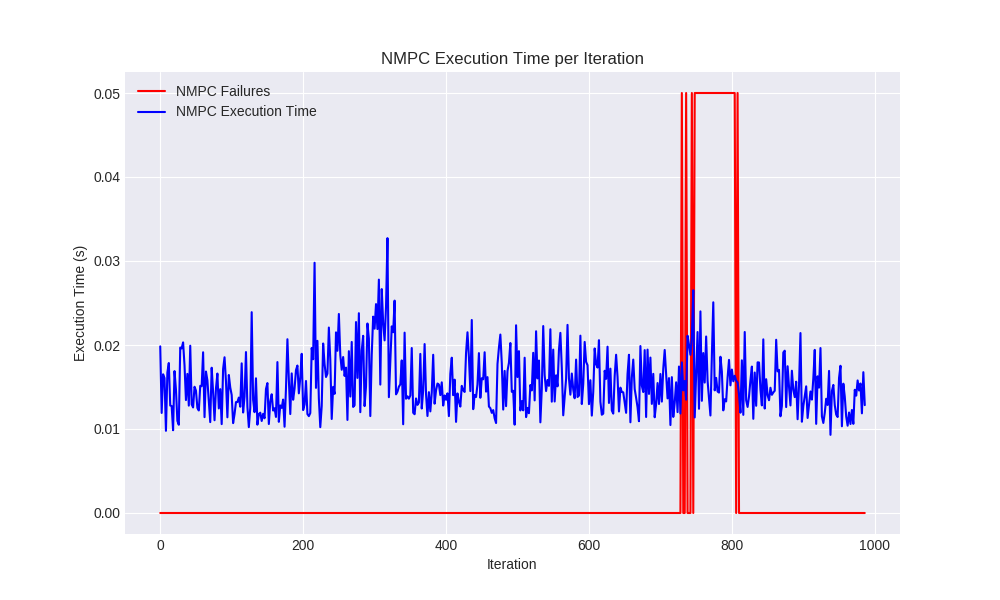 NMPC Execution Time per Iteration
NMPC Failures
NMPC Execution Time
Execution Time (s)
0.05
0.04
0.03
0.02
0.01
0.00
0 200 400 600 800 1000
Iteration